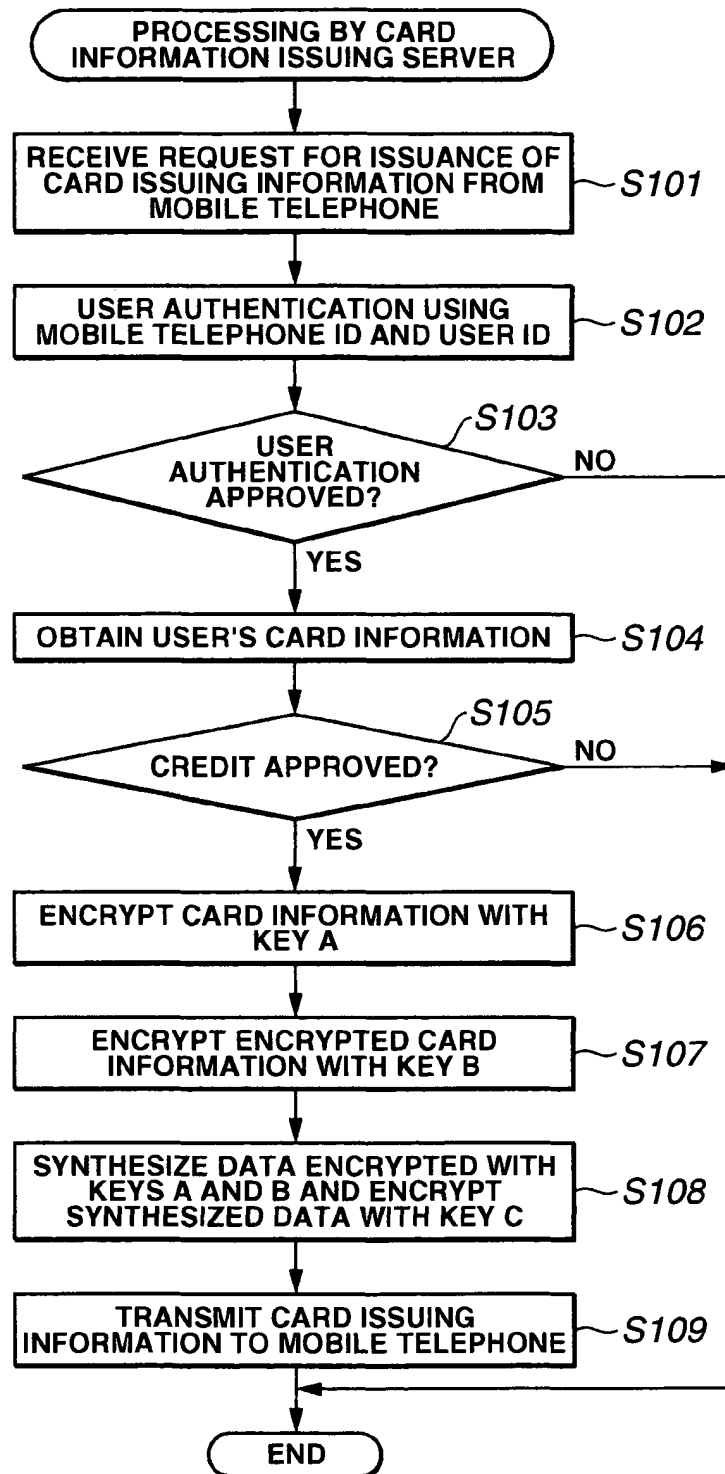 PROCESSING BY CARD
INFORMATION ISSUING SERVER
RECEIVE REQUEST FOR ISSUANCE OF
CARD ISSUING INFORMATION FROM
MOBILE TELEPHONE
S101
USER AUTHENTICATION USING
MOBILE TELEPHONE ID AND USER ID
S102
S103
USER
AUTHENTICATION
APPROVED?
NO
YES
OBTAIN USER'S CARD INFORMATION
S104
S105
CREDIT APPROVED?
NO
YES
ENCRYPT CARD INFORMATION WITH
KEY A
S106
ENCRYPT ENCRYPTED CARD
INFORMATION WITH KEY B
S107
SYNTHESIZE DATA ENCRYPTED WITH
KEYS A AND B AND ENCRYPT
SYNTHESIZED DATA WITH KEY C
S108
TRANSMIT CARD ISSUING
INFORMATION TO MOBILE TELEPHONE
S109
END